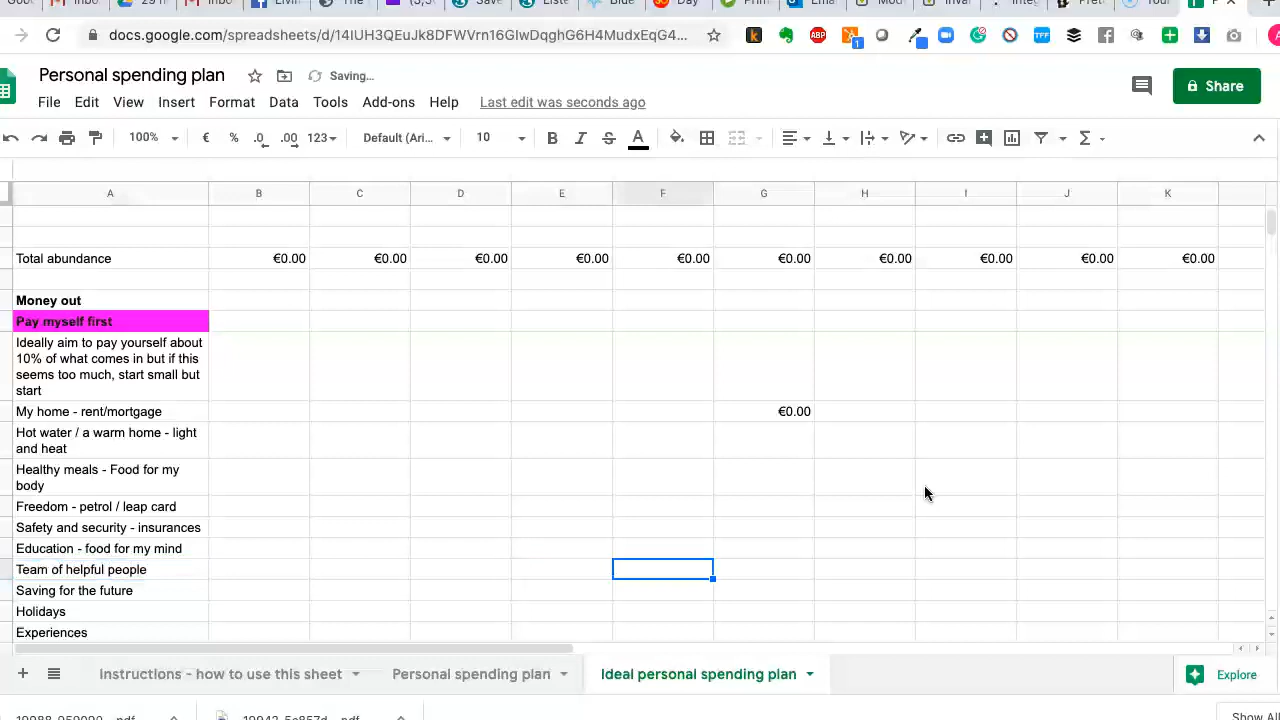 docs.google.com/spreadsheets/d/14IUH3QEuJk8DFWVrn16GIwDqghG6H4MudxEqG4...
Personal spending plan
Saving...
File Edit View Insert Format Data Tools Add-ons Help Last edit was seconds ago
Share
100% € % .0 .00 123 Default (Ari... 10 B I S A Σ
A B C D E F G H I J K
Total abundance €0.00 €0.00 €0.00 €0.00 €0.00 €0.00 €0.00 €0.00 €0.00 €0.00
Money out
Pay myself first
Ideally aim to pay yourself about
10% of what comes in but if this
seems too much, start small but
start
My home - rent/mortgage €0.00
Hot water / a warm home - light
and heat
Healthy meals - Food for my
body
Freedom - petrol / leap card
Safety and security - insurances
Education - food for my mind
Team of helpful people
Saving for the future
Holidays
Experiences
Instructions - how to use this sheet Personal spending plan Ideal personal spending plan Explore
Show All